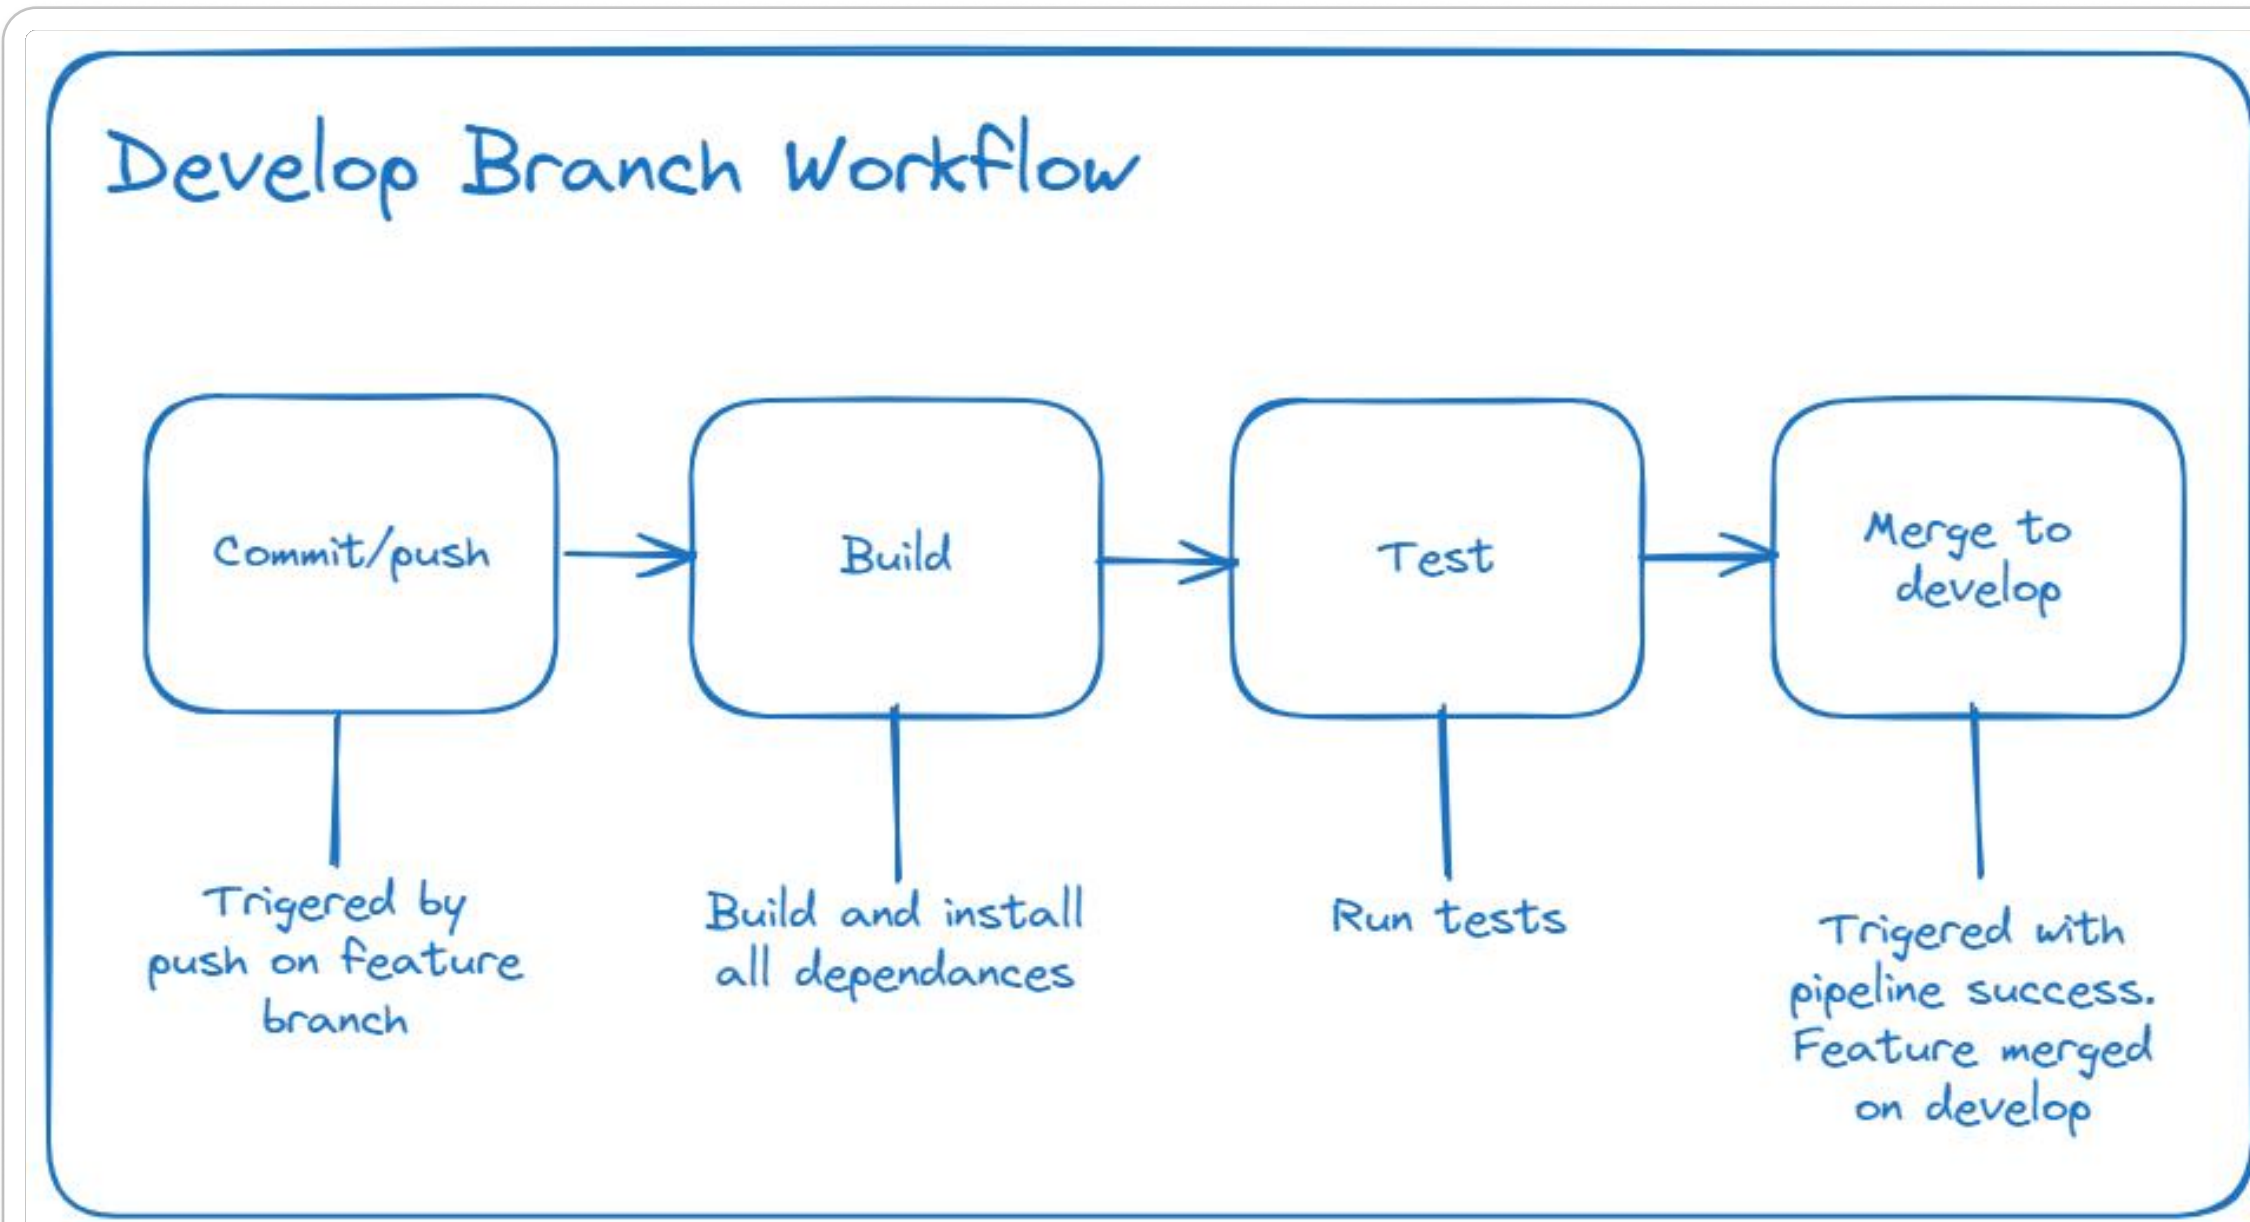 Develop Branch Workflow
Commit/push
Build
Test
Merge to
develop
Trigered by
push on feature
branch
Build and install
all dependances
Run tests
Trigered with
pipeline success.
Feature merged
on develop